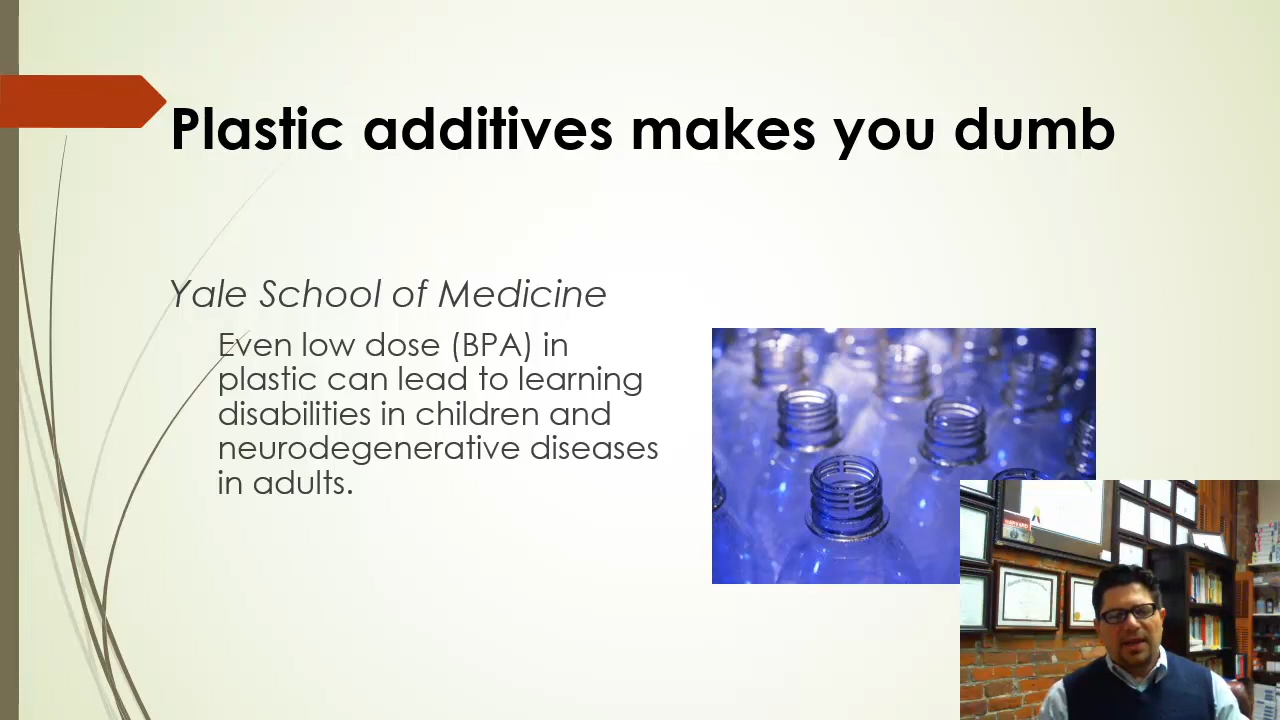 Plastic additives makes you dumb
Yale School of Medicine
Even low dose (BPA) in
plastic can lead to learning
disabilities in children and
neurodegenerative diseases
in adults.
HARVARD